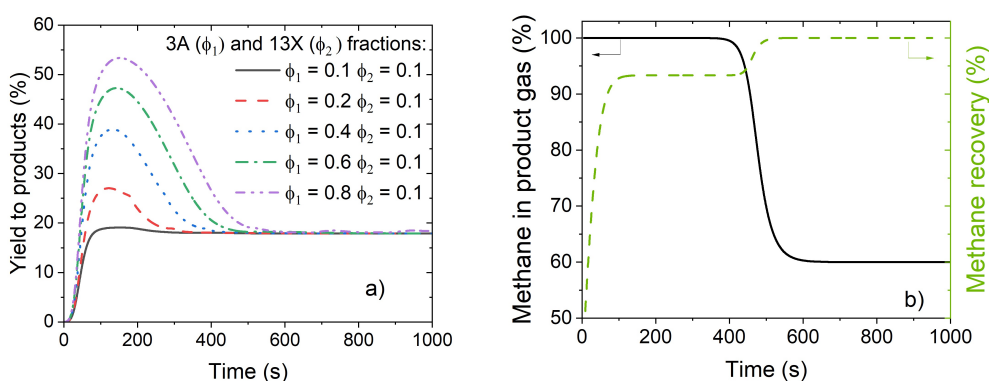 Yield to products (%)
60
50
40
30
20
10
0
3A (ϕ1) and 13X (ϕ2) fractions:
ϕ1 = 0.1 ϕ2 = 0.1
ϕ1 = 0.2 ϕ2 = 0.1
ϕ1 = 0.4 ϕ2 = 0.1
ϕ1 = 0.6 ϕ2 = 0.1
ϕ1 = 0.8 ϕ2 = 0.1
a)
0 200 400 600 800 1000
Time (s)
Methane in product gas (%)
100
90
80
70
60
50
b)
0 200 400 600 800 1000
Time (s)
Methane recovery (%)